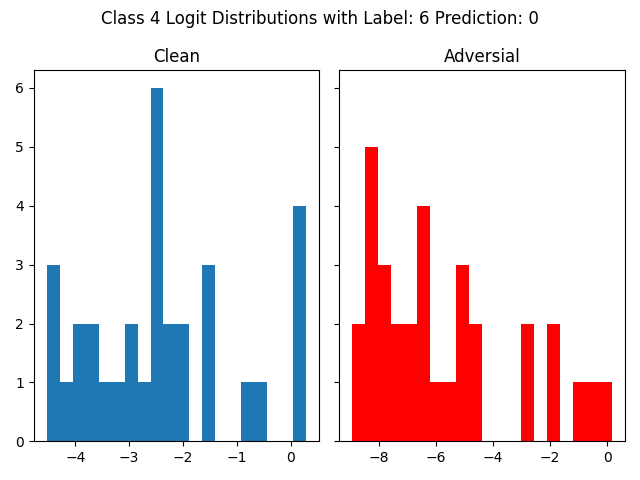 Class 4 Logit Distributions with Label: 6 Prediction: 0
Clean
Adversial
6
5
4
3
2
1
0
−4 −3 −2 −1 0
−8 −6 −4 −2 0